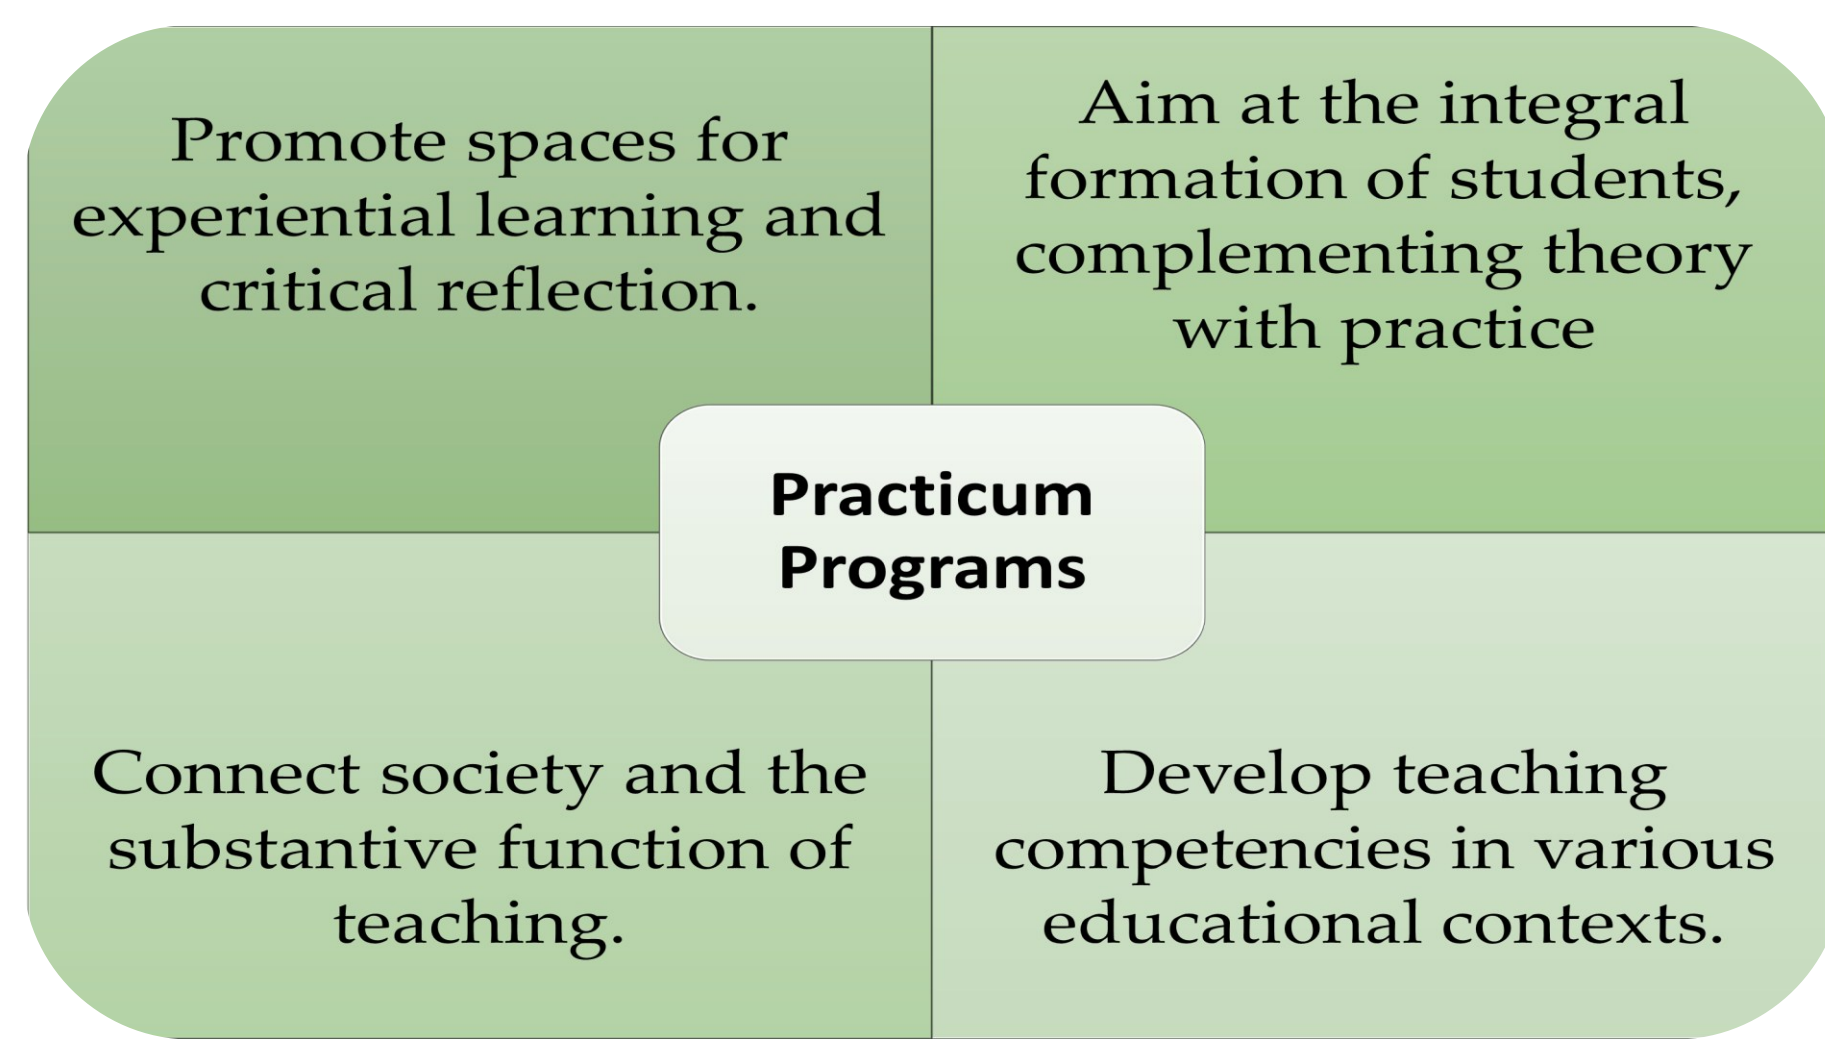 Promote spaces for
experiential learning and
critical reflection.
Aim at the integral
formation of students,
complementing theory
with practice
Practicum
Programs
Connect society and the
substantive function of
teaching.
Develop teaching
competencies in various
educational contexts.